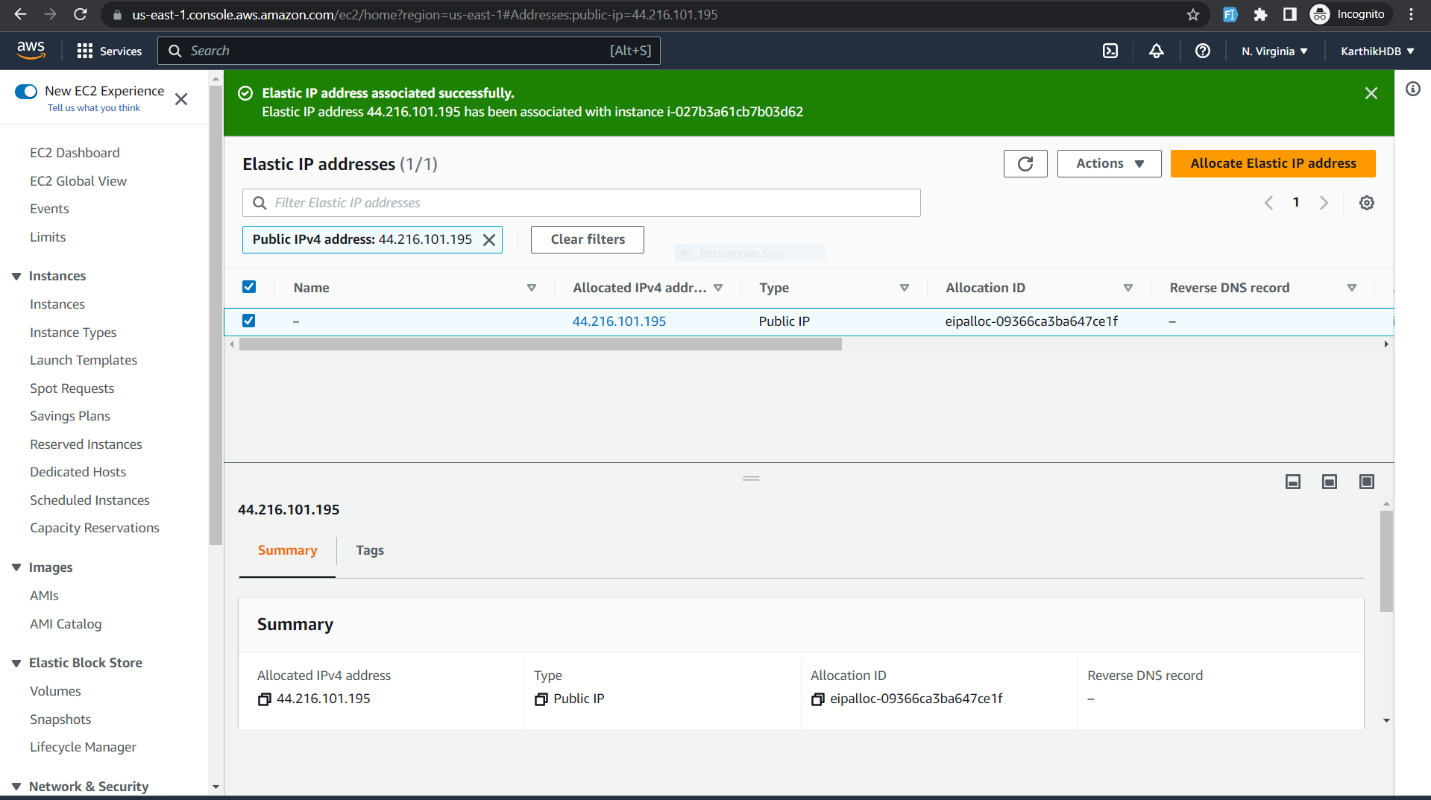 us-east-1.console.aws.amazon.com/ec2/home?region=us-east-1#Addresses:public-ip=44.216.101.195
Incognito
aws
Services
Search
[Alt+S]
N. Virginia
KarthikHDB
New EC2 Experience
Tell us what you think
EC2 Dashboard
EC2 Global View
Events
Limits
Instances
Instances
Instance Types
Launch Templates
Spot Requests
Savings Plans
Reserved Instances
Dedicated Hosts
Scheduled Instances
Capacity Reservations
Images
AMIs
AMI Catalog
Elastic Block Store
Volumes
Snapshots
Lifecycle Manager
Network & Security
Elastic IP address associated successfully.
Elastic IP address 44.216.101.195 has been associated with instance i-027b3a61cb7b03d62
Elastic IP addresses (1/1)
Actions
Allocate Elastic IP address
Filter Elastic IP addresses
1
Public IPv4 address: 44.216.101.195
Clear filters
Rectangular Snip
Name
Allocated IPv4 addr...
Type
Allocation ID
Reverse DNS record
–
44.216.101.195
Public IP
eipalloc-09366ca3ba647ce1f
–
44.216.101.195
Summary
Tags
Summary
Allocated IPv4 address
Type
Allocation ID
Reverse DNS record
44.216.101.195
Public IP
eipalloc-09366ca3ba647ce1f
–